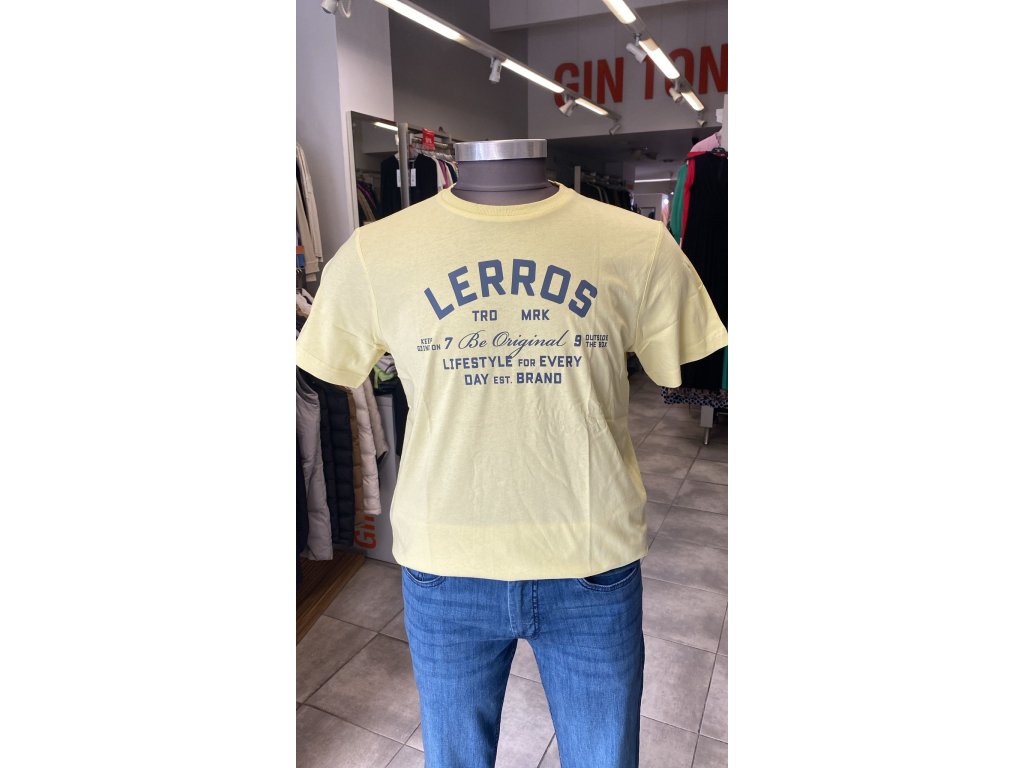 GIN TON
LERROS
TRD MRK
KEEP GOING ON 7 Be Original 9 OUTSIDE THE BOX
LIFESTYLE FOR EVERY
DAY EST. BRAND
GIN